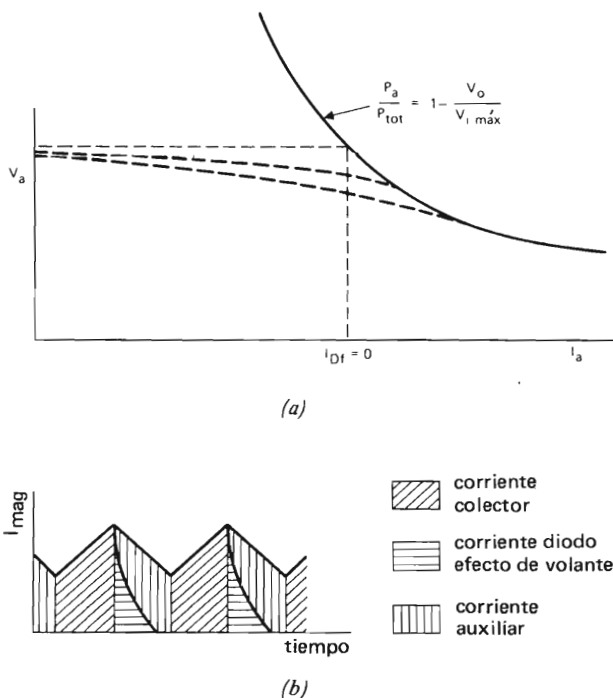 P_a / P_tot = 1 - V_o / V_i máx
V_a
i_Df = 0
I_a
(a)
I_mag
corriente
colector
corriente diodo
efecto de volante
corriente
auxiliar
tiempo
(b)